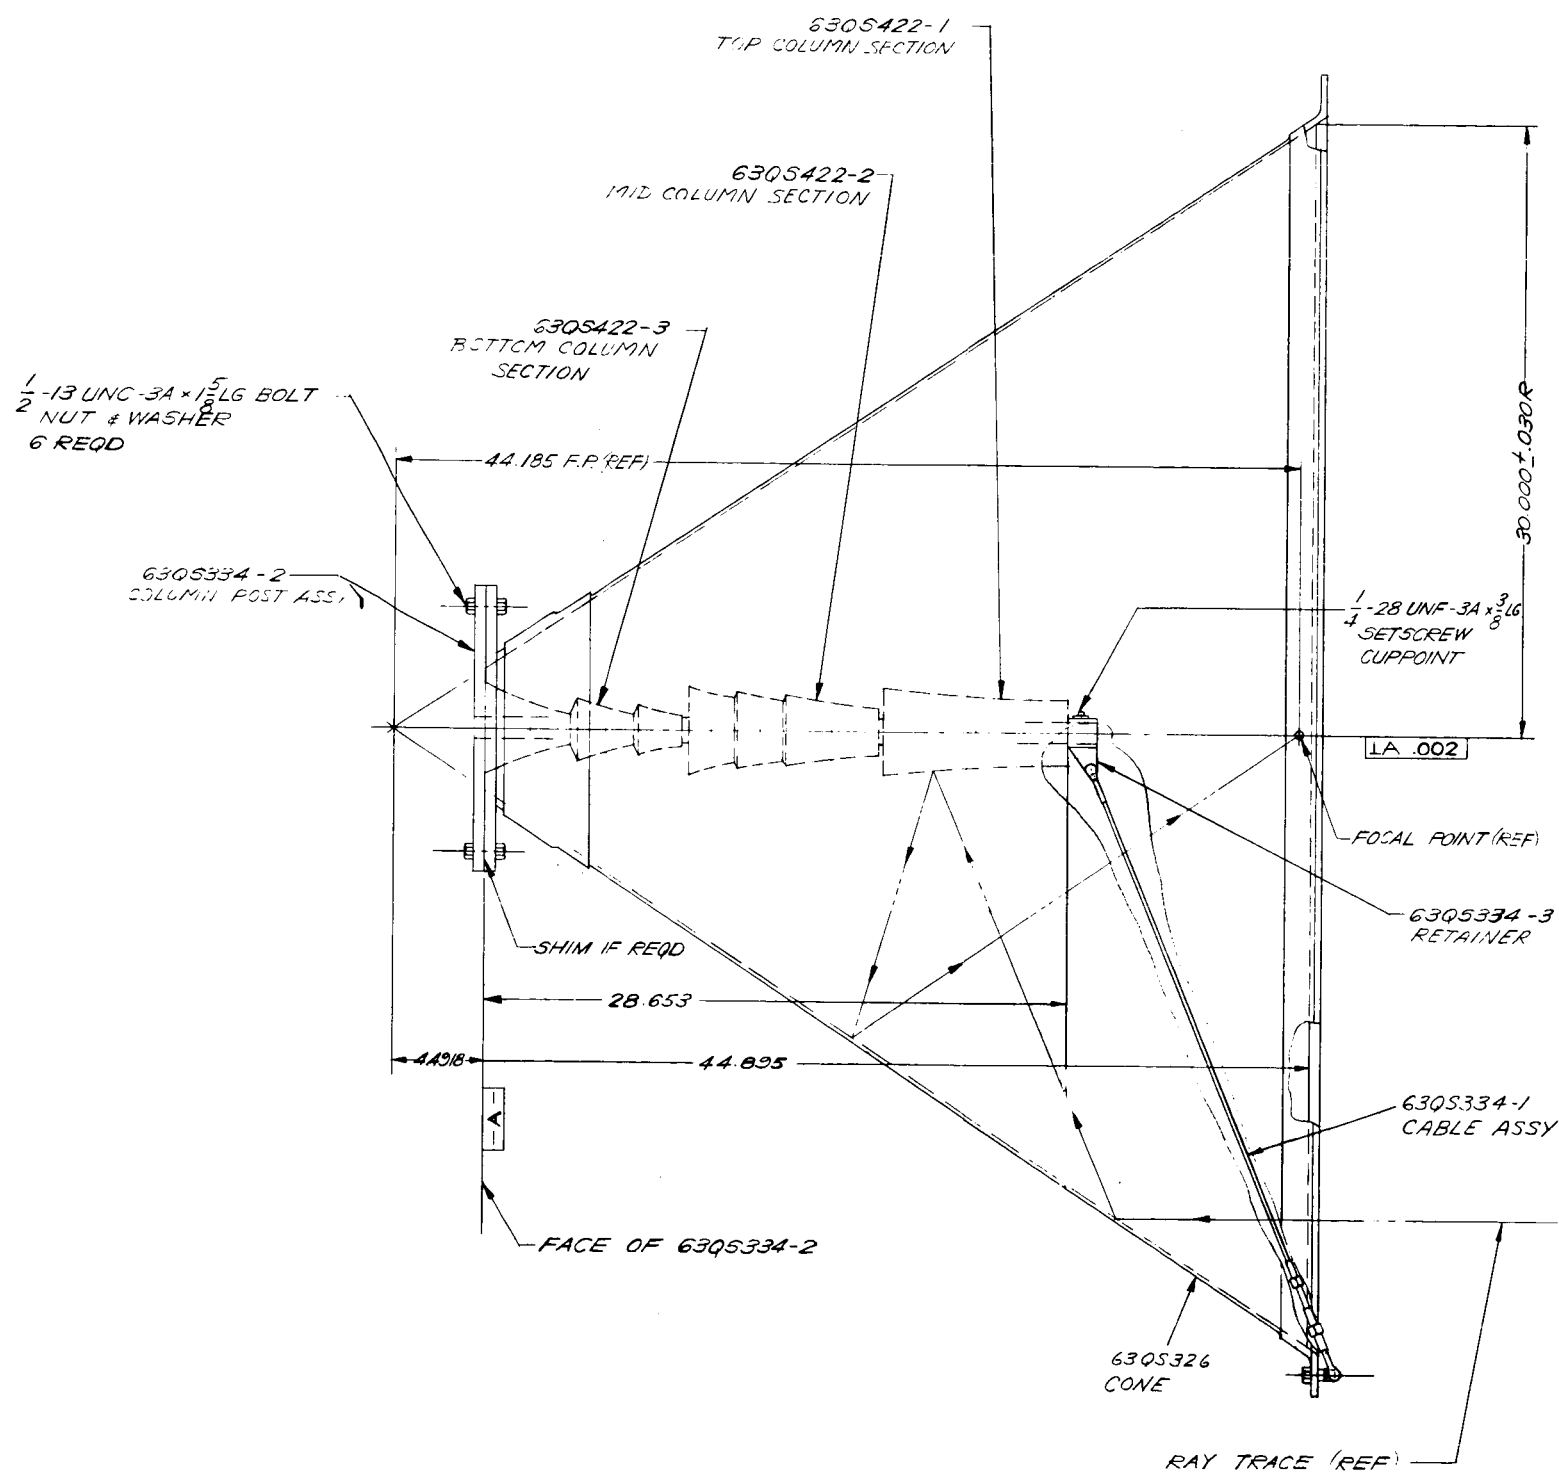 63QS422-1
TOP COLUMN SECTION
63QS422-2
MID COLUMN SECTION
63QS422-3
BOTTOM COLUMN
SECTION
1/2-13 UNC-3A × 1 5/8 LG BOLT
NUT & WASHER
6 REQD
44.185 F.P. (REF)
30.000±.030R
63QS334-2
COLUMN POST ASSY
1/4-28 UNF-3A × 3/8 LG
SETSCREW
CUPPOINT
⊥A .002
FOCAL POINT (REF)
63QS334-3
RETAINER
SHIM IF REQD
28.653
4.4918
44.895
-A-
63QS334-1
CABLE ASSY
FACE OF 63QS334-2
63QS326
CONE
RAY TRACE (REF)